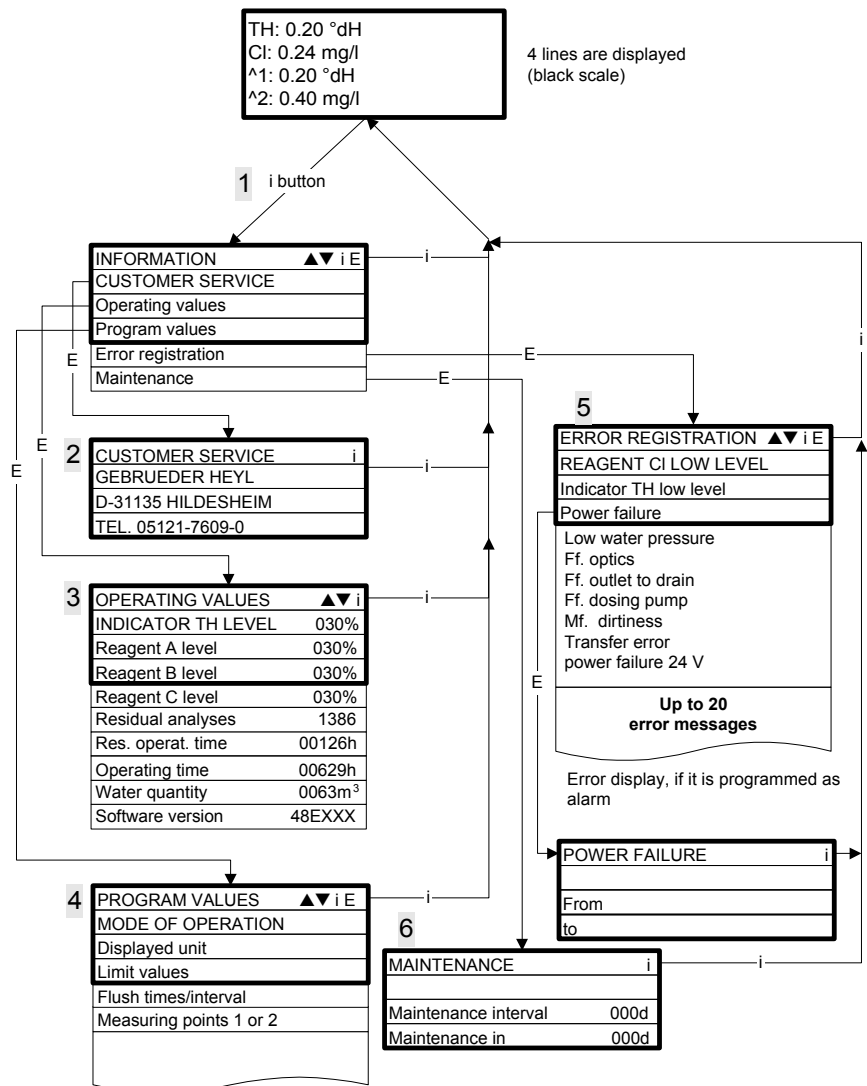 TH: 0.20 °dH
Cl: 0.24 mg/l
^1: 0.20 °dH
^2: 0.40 mg/l
4 lines are displayed
(black scale)
1 i button
INFORMATION ▲▼ i E
CUSTOMER SERVICE
Operating values
Program values
Error registration
Maintenance
i
E
E
E
E
E
i
2
CUSTOMER SERVICE i
GEBRUEDER HEYL
D-31135 HILDESHEIM
TEL. 05121-7609-0
i
3
OPERATING VALUES ▲▼ i
INDICATOR TH LEVEL 030%
Reagent A level 030%
Reagent B level 030%
Reagent C level 030%
Residual analyses 1386
Res. operat. time 00126h
Operating time 00629h
Water quantity 0063m³
Software version 48EXXX
i
4
PROGRAM VALUES ▲▼ i E
MODE OF OPERATION
Displayed unit
Limit values
Flush times/interval
Measuring points 1 or 2
i
5
ERROR REGISTRATION ▲▼ i E
REAGENT Cl LOW LEVEL
Indicator TH low level
Power failure
Low water pressure
Ff. optics
Ff. outlet to drain
Ff. dosing pump
Mf. dirtiness
Transfer error
power failure 24 V
Up to 20
error messages
Error display, if it is programmed as
alarm
E
POWER FAILURE i
From
to
6
MAINTENANCE i
Maintenance interval 000d
Maintenance in 000d
i